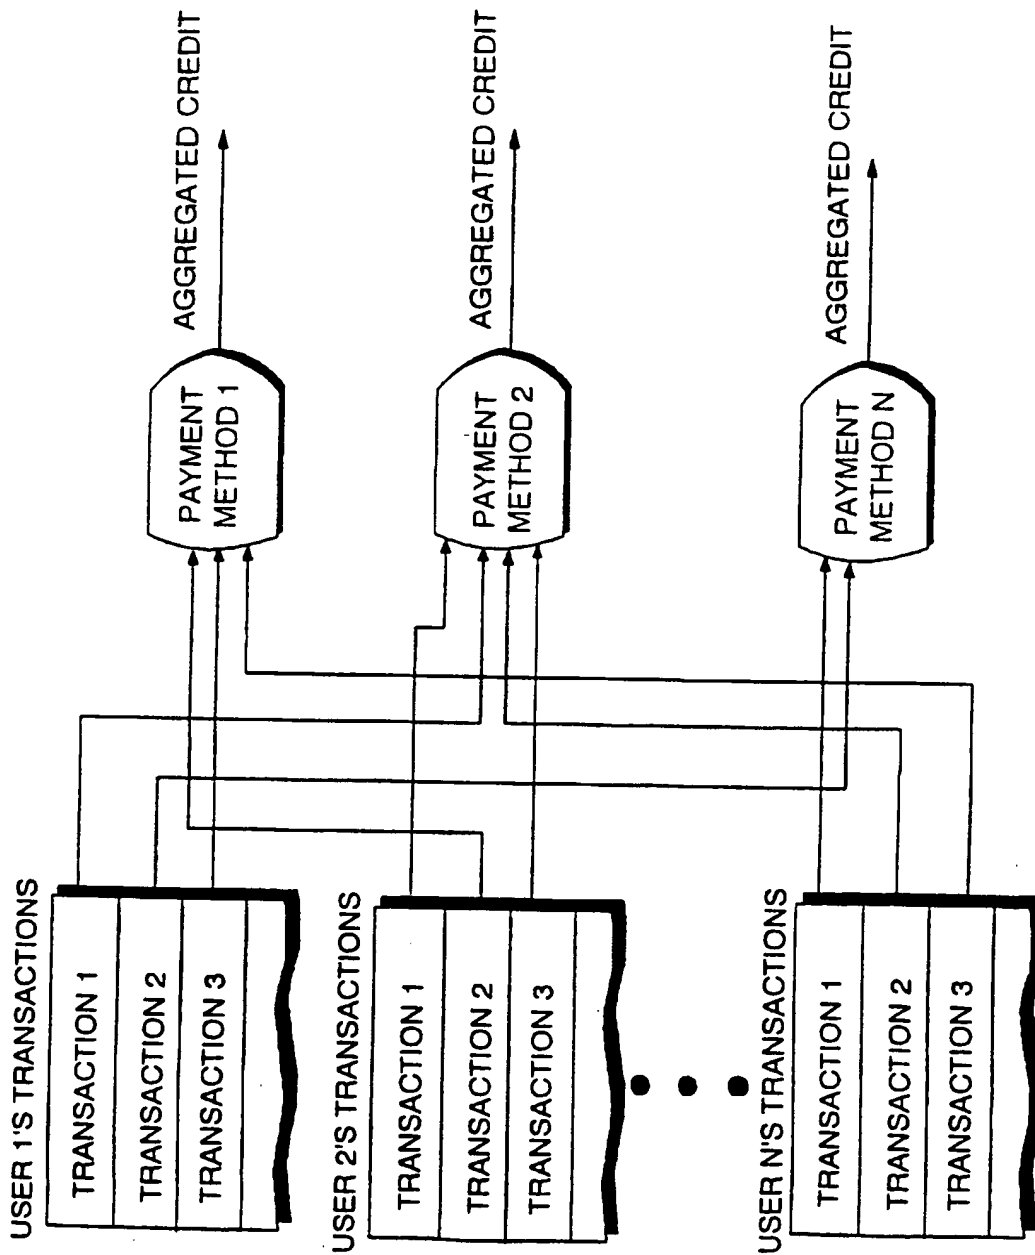 USER 1'S TRANSACTIONS
TRANSACTION 1
TRANSACTION 2
TRANSACTION 3
USER 2'S TRANSACTIONS
TRANSACTION 1
TRANSACTION 2
TRANSACTION 3
USER N'S TRANSACTIONS
TRANSACTION 1
TRANSACTION 2
TRANSACTION 3
PAYMENT
METHOD 1
AGGREGATED CREDIT
PAYMENT
METHOD 2
AGGREGATED CREDIT
PAYMENT
METHOD N
AGGREGATED CREDIT